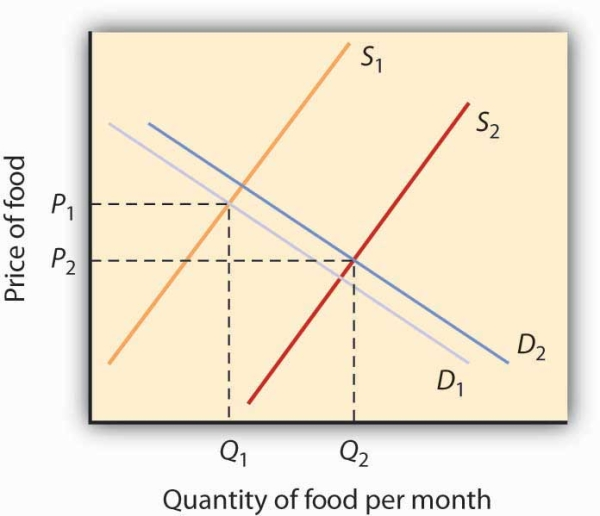 Price of food
S₁
S₂
P₁
P₂
D₂
D₁
Q₁
Q₂
Quantity of food per month